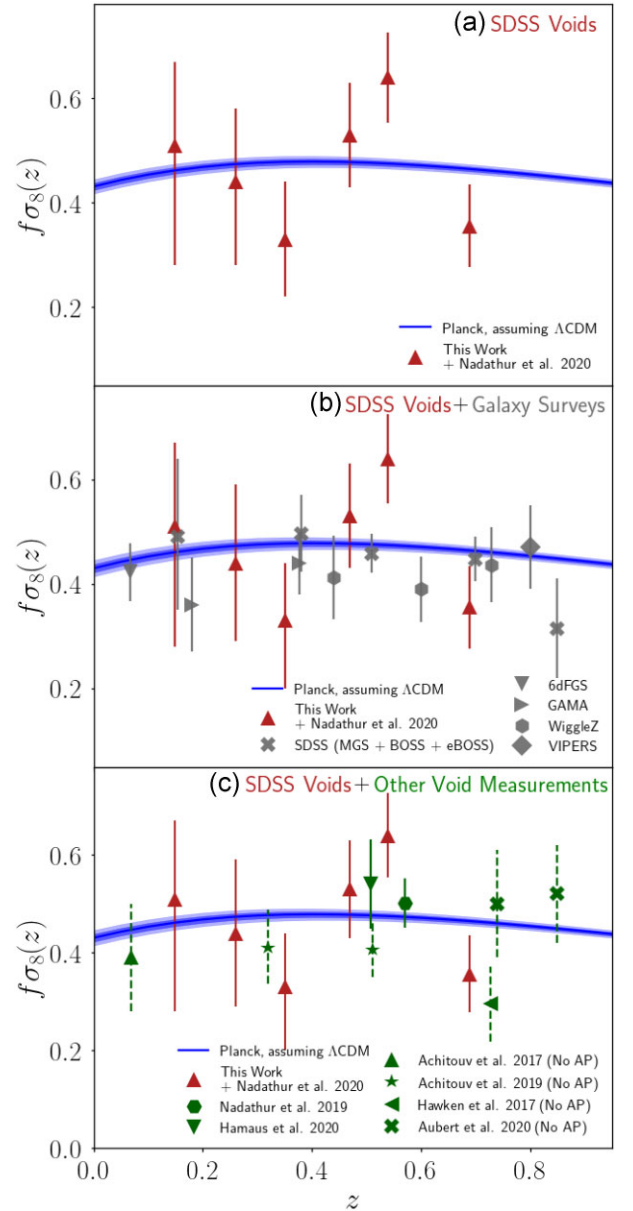 (a) SDSS Voids
0.6
0.4
0.2
fσ₈(z)
Planck, assuming ΛCDM
This Work
+ Nadathur et al. 2020
(b) SDSS Voids+Galaxy Surveys
0.6
0.4
0.2
fσ₈(z)
Planck, assuming ΛCDM
This Work
+ Nadathur et al. 2020
SDSS (MGS + BOSS + eBOSS)
6dFGS
GAMA
WiggleZ
VIPERS
(c) SDSS Voids+Other Void Measurements
0.6
0.4
0.2
0.0
fσ₈(z)
Planck, assuming ΛCDM
This Work
+ Nadathur et al. 2020
Nadathur et al. 2019
Hamaus et al. 2020
Achitouv et al. 2017 (No AP)
Achitouv et al. 2019 (No AP)
Hawken et al. 2017 (No AP)
Aubert et al. 2020 (No AP)
0.0 0.2 0.4 0.6 0.8
z